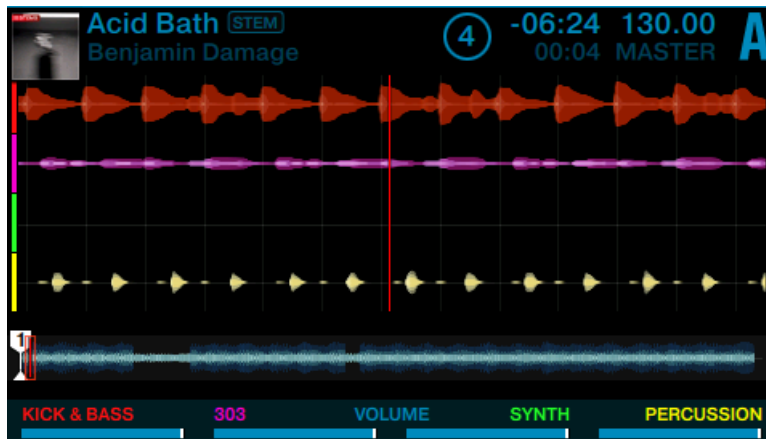 Acid Bath STEM
Benjamin Damage
4
-06:24 130.00
00:04 MASTER
A
1
KICK & BASS 303 VOLUME SYNTH PERCUSSION